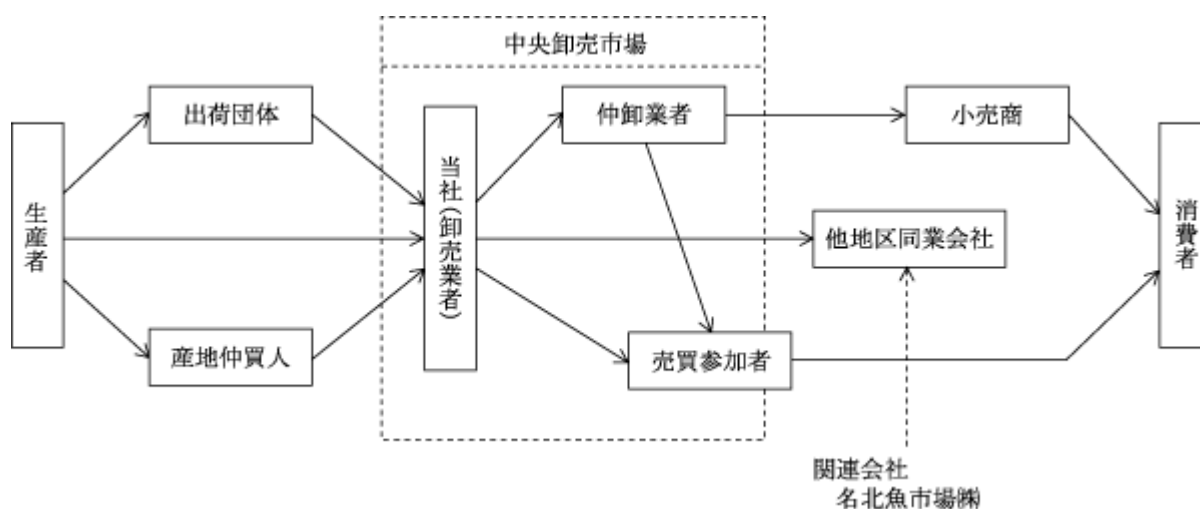 中央卸売市場
出荷団体
仲卸業者
小売商
生産者
当社(卸売業者)
消費者
他地区同業会社
産地仲買人
売買参加者
関連会社
名北魚市場㈱